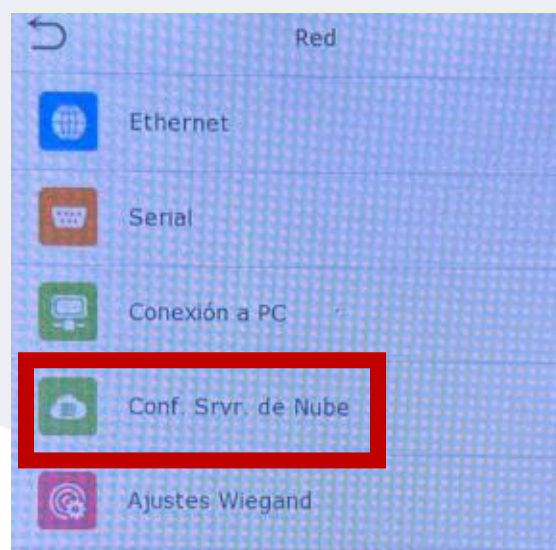 Red
Ethernet
Serial
Conexión a PC
Conf. Srvr. de Nube
Ajustes Wiegand